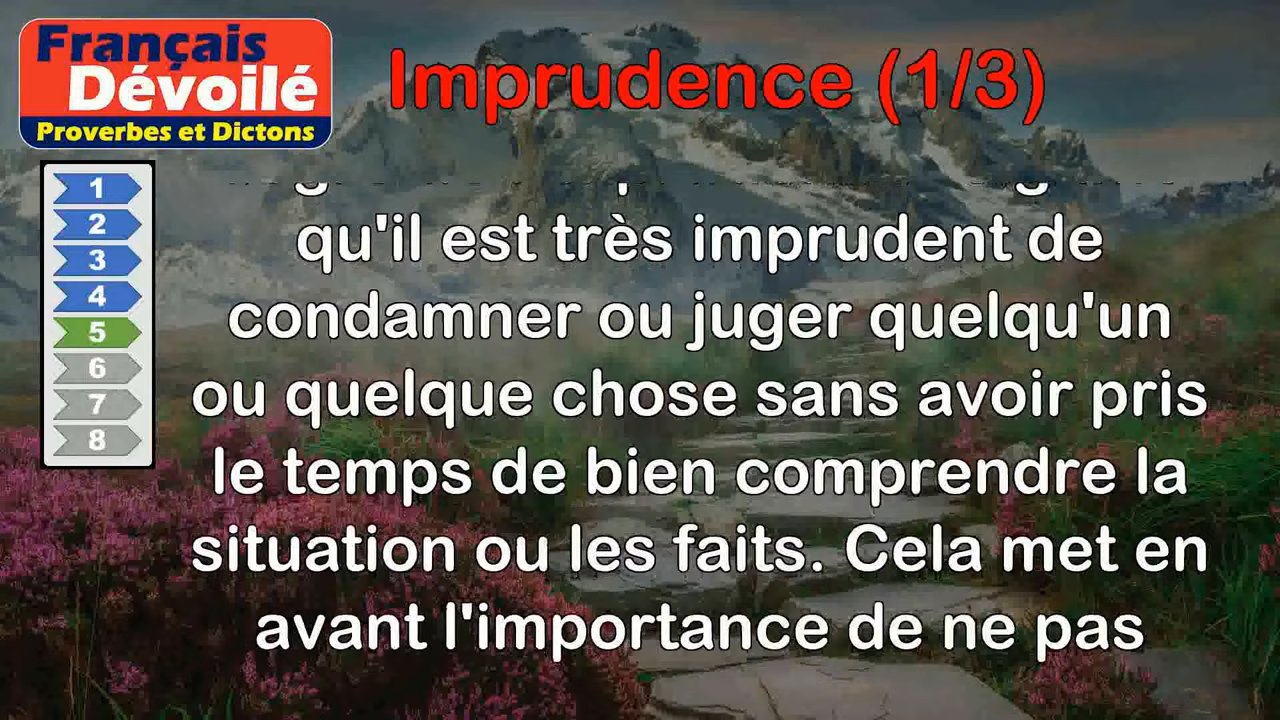 Français
Dévoilé
Proverbes et Dictons
Imprudence (1/3)
1
2
3
4
5
6
7
8
qu'il est très imprudent de
condamner ou juger quelqu'un
ou quelque chose sans avoir pris
le temps de bien comprendre la
situation ou les faits. Cela met en
avant l'importance de ne pas